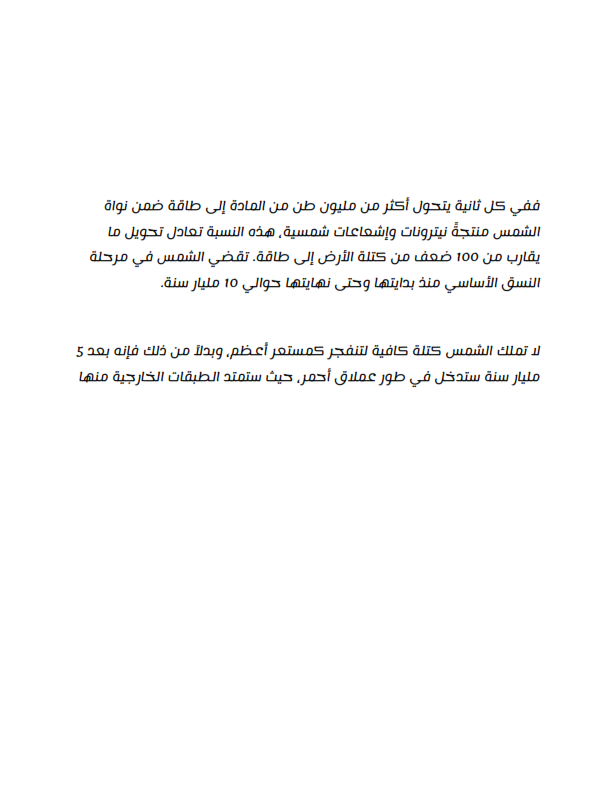 ففي كل ثانية يتحول أكثر من مليون طن من المادة إلى طاقة ضمن نواة
الشمس منتجةً نيترونات وإشعاعات شمسية، هذه النسبة تعادل تحويل ما
يقارب من 100 ضعف من كتلة الأرض إلى طاقة. تقضي الشمس في مرحلة
النسق الأساسي منذ بدايتها وحتى نهايتها حوالي 10 مليار سنة.
لا تملك الشمس كتلة كافية لتنفجر كمستعر أعظم، وبدلاً من ذلك فإنه بعد 5
مليار سنة ستدخل في طور عملاق أحمر، حيث ستمتد الطبقات الخارجية منها